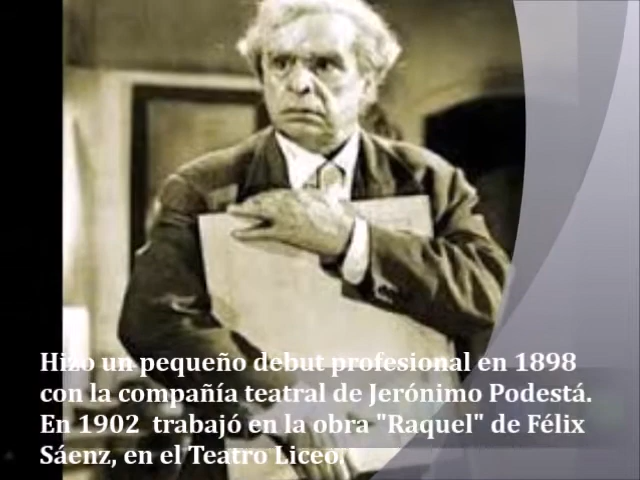 Hizo un pequeño debut profesional en 1898
con la compañía teatral de Jerónimo Podestá.
En 1902  trabajó en la obra "Raquel" de Félix
Sáenz, en el Teatro Liceo.